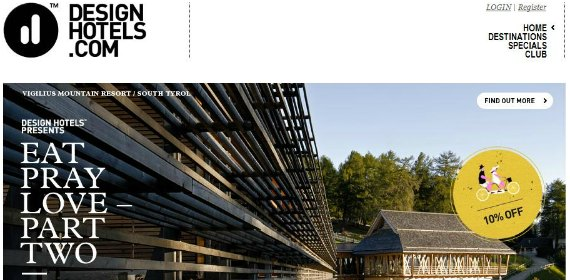 DESIGN
HOTELS
.COM
TM
LOGIN | Register
HOME
DESTINATIONS
SPECIALS
CLUB
VIGILIUS MOUNTAIN RESORT / SOUTH TYROL
FIND OUT MORE
DESIGN HOTELS™
PRESENTS
EAT
PRAY
LOVE –
PART
TWO
10% OFF